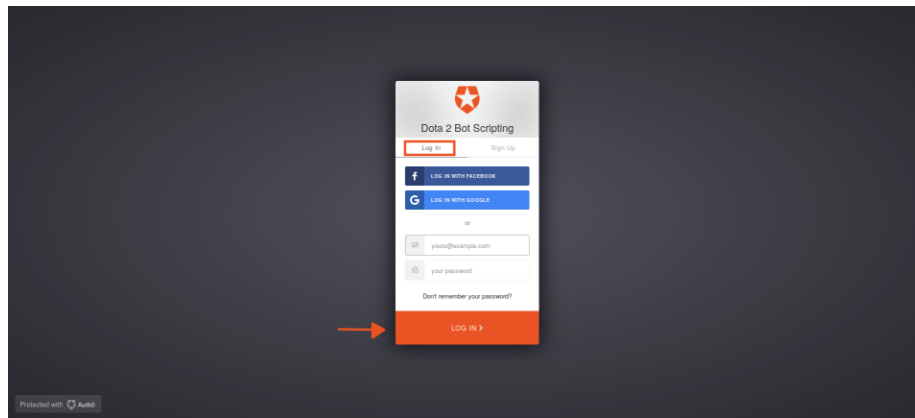 Dota 2 Bot Scripting
Log In
Sign Up
f LOG IN WITH FACEBOOK
G LOG IN WITH GOOGLE
or
yours@example.com
your password
Don't remember your password?
LOG IN >
Protected with Auth0